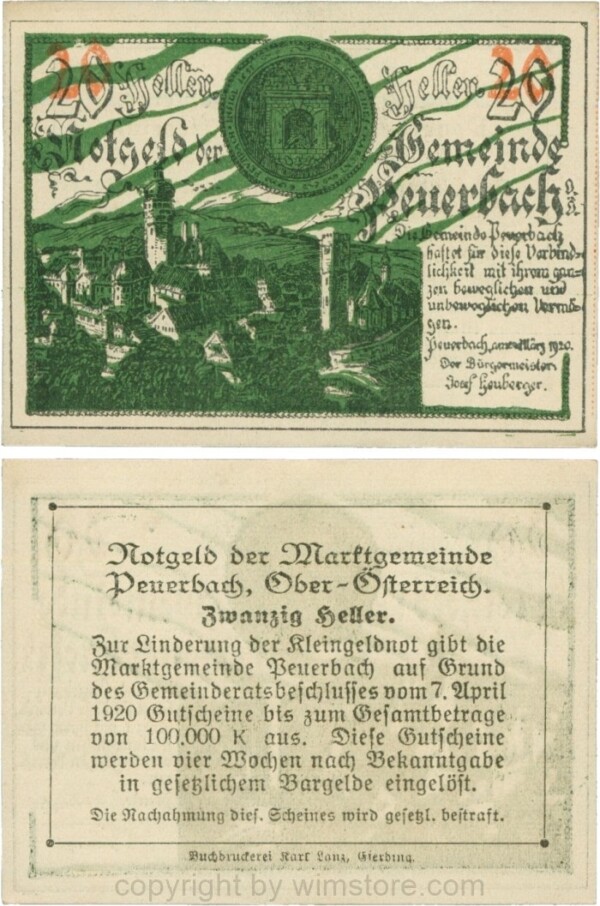 20 Heller Heller 20
Notgeld der Gemeinde
Peuerbach O.Ö.
Die Gemeinde Peuerbach
haftet für diese Verbind-
lichkeit mit ihrem gan-
zen beweglichen und
unbeweglichen Vermö-
gen.
Peuerbach, am März 1920.
Der Bürgermeister
Josef Heuberger.
Notgeld der Marktgemeinde
Peuerbach, Ober-Österreich.
Zwanzig Heller.
Zur Linderung der Kleingeldnot gibt die
Marktgemeinde Peuerbach auf Grund
des Gemeinderatsbeschlusses vom 7. April
1920 Gutscheine bis zum Gesamtbetrage
von 100.000 K aus. Diese Gutscheine
werden vier Wochen nach Bekanntgabe
in gesetzlichem Bargelde eingelöst.
Die Nachahmung dies. Scheines wird gesetzl. bestraft.
Buchdruckerei Karl Lanz, Efferding.
copyright by wimstore.com